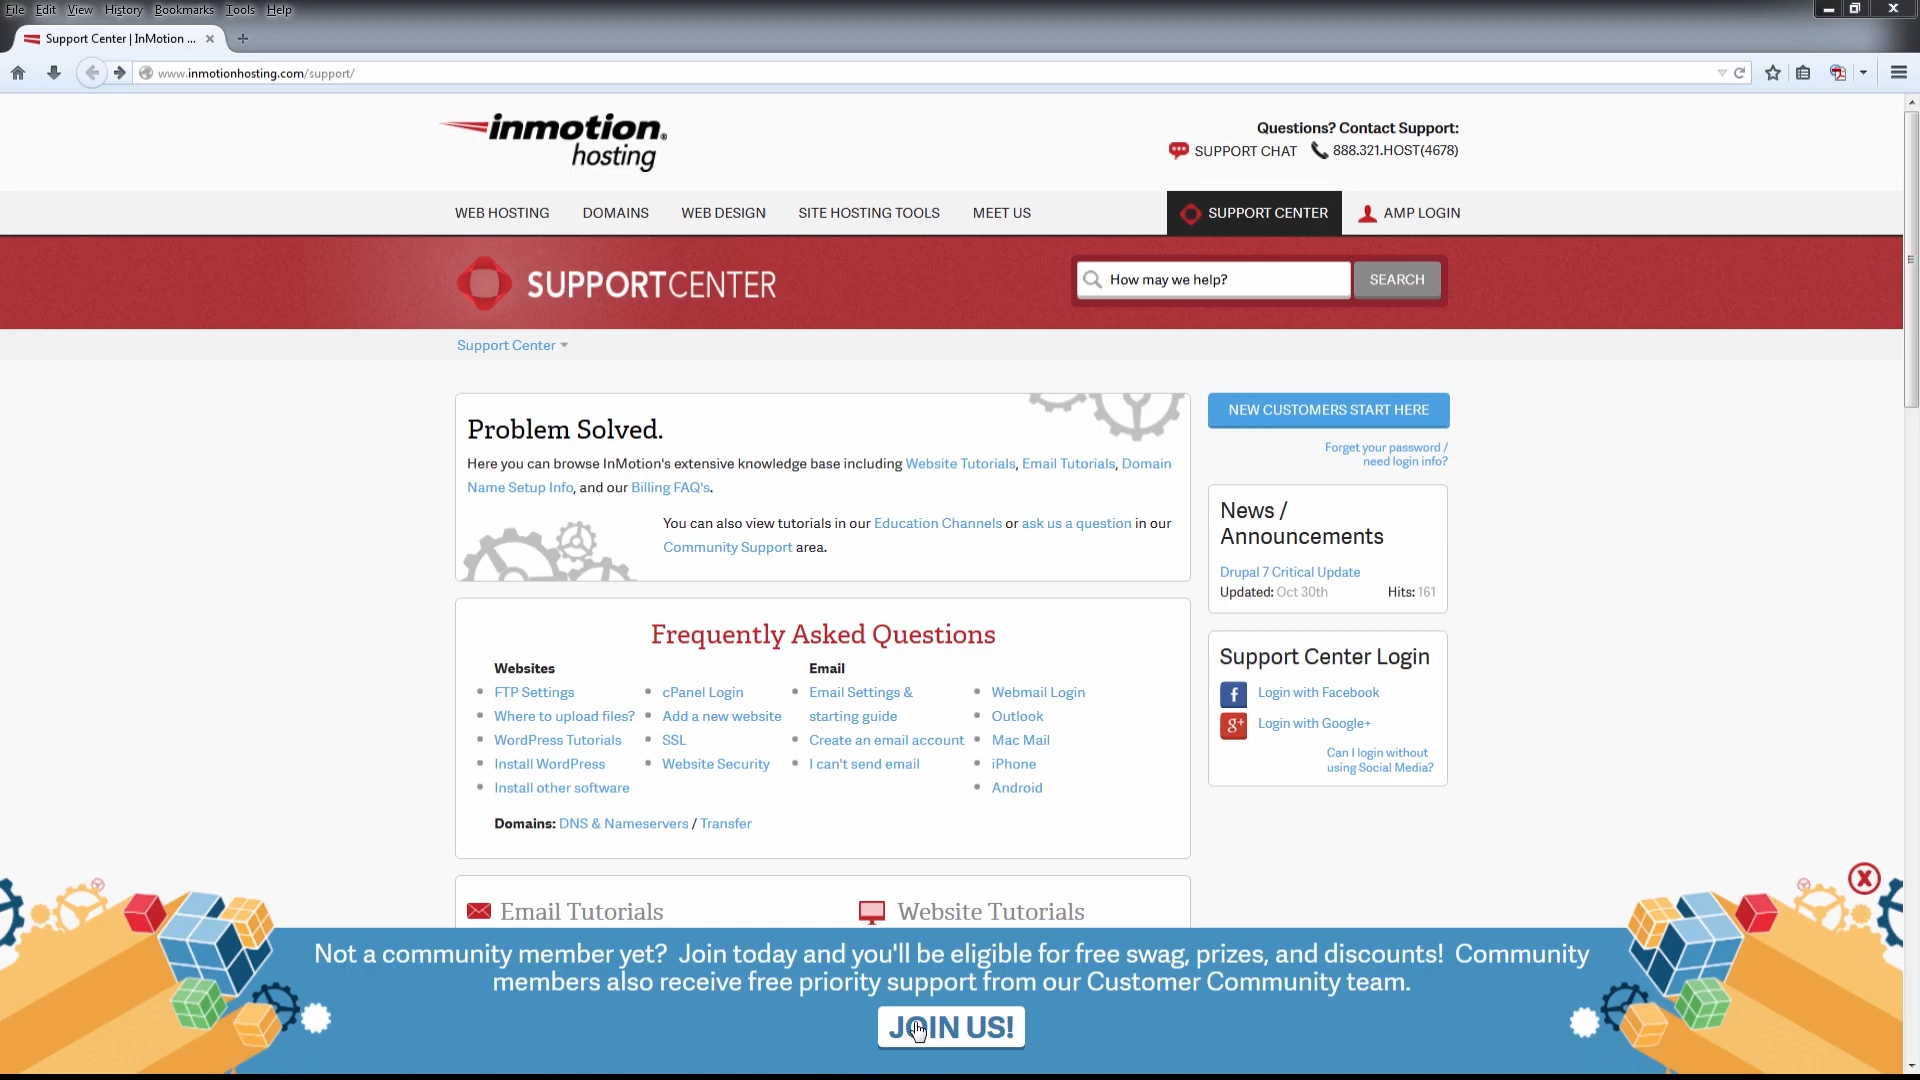 File Edit View History Bookmarks Tools Help
Support Center | InMotion ...
www.inmotionhosting.com/support/
inmotion®
hosting
Questions? Contact Support:
SUPPORT CHAT 888.321.HOST(4678)
WEB HOSTING DOMAINS WEB DESIGN SITE HOSTING TOOLS MEET US SUPPORT CENTER AMP LOGIN
SUPPORTCENTER
How may we help? SEARCH
Support Center
Problem Solved.
Here you can browse InMotion's extensive knowledge base including Website Tutorials, Email Tutorials, Domain
Name Setup Info, and our Billing FAQ's.
You can also view tutorials in our Education Channels or ask us a question in our
Community Support area.
NEW CUSTOMERS START HERE
Forget your password /
need login info?
News /
Announcements
Drupal 7 Critical Update
Updated: Oct 30th Hits: 161
Frequently Asked Questions
Websites
FTP Settings
Where to upload files?
WordPress Tutorials
Install WordPress
Install other software
cPanel Login
Add a new website
SSL
Website Security
Email
Email Settings &
starting guide
Create an email account
I can't send email
Webmail Login
Outlook
Mac Mail
iPhone
Android
Domains: DNS & Nameservers / Transfer
Support Center Login
f Login with Facebook
g+ Login with Google+
Can I login without
using Social Media?
Email Tutorials Website Tutorials
X
Not a community member yet? Join today and you'll be eligible for free swag, prizes, and discounts! Community
members also receive free priority support from our Customer Community team.
JOIN US!